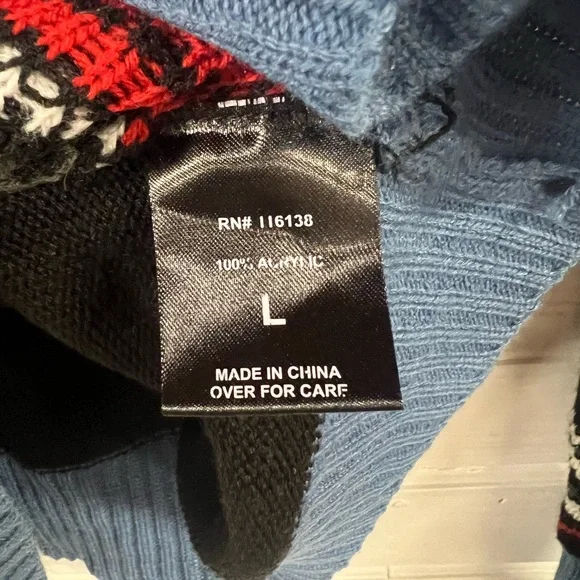 RN# 116138
100% ACRYLIC
L
MADE IN CHINA
OVER FOR CARE